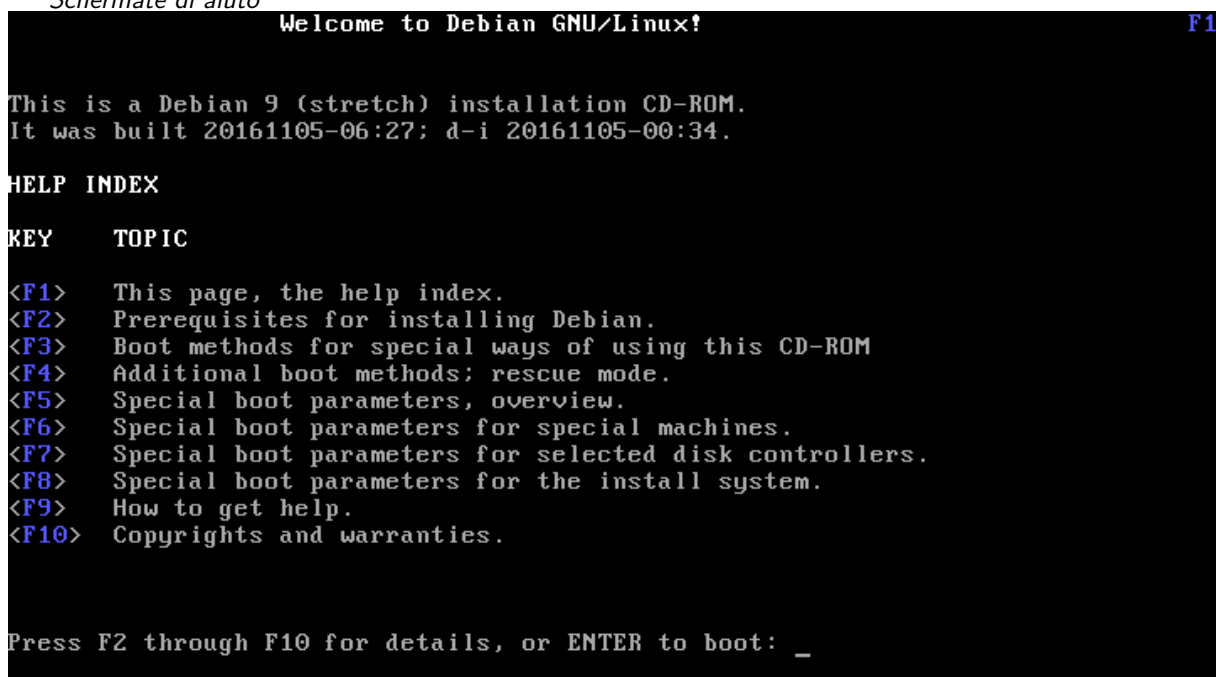 Schermate di aiuto
Welcome to Debian GNU/Linux! F1
This is a Debian 9 (stretch) installation CD-ROM.
It was built 20161105-06:27; d-i 20161105-00:34.
HELP INDEX
KEY TOPIC
<F1> This page, the help index.
<F2> Prerequisites for installing Debian.
<F3> Boot methods for special ways of using this CD-ROM
<F4> Additional boot methods; rescue mode.
<F5> Special boot parameters, overview.
<F6> Special boot parameters for special machines.
<F7> Special boot parameters for selected disk controllers.
<F8> Special boot parameters for the install system.
<F9> How to get help.
<F10> Copyrights and warranties.
Press F2 through F10 for details, or ENTER to boot: _